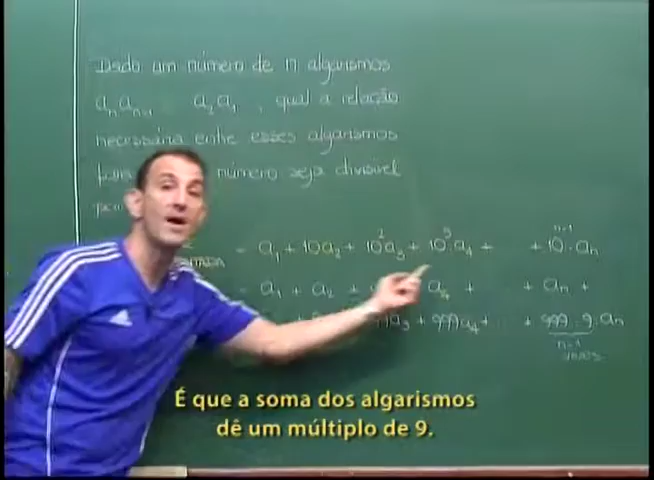 Dado um número de n algarismos
aₙaₙ₋₁ a₂a₁ , qual a relação
necessária entre esses algarismos
para número seja divisível
= a₁ + 10a₂ + 10²a₃ + 10³a₄ + + 10ⁿ⁻¹.aₙ
a₁ + a₂ + a₄ + + aₙ +
a₃ + 999a₄ + + 999..9.aₙ
n-1
vezes
É que a soma dos algarismos
dê um múltiplo de 9.